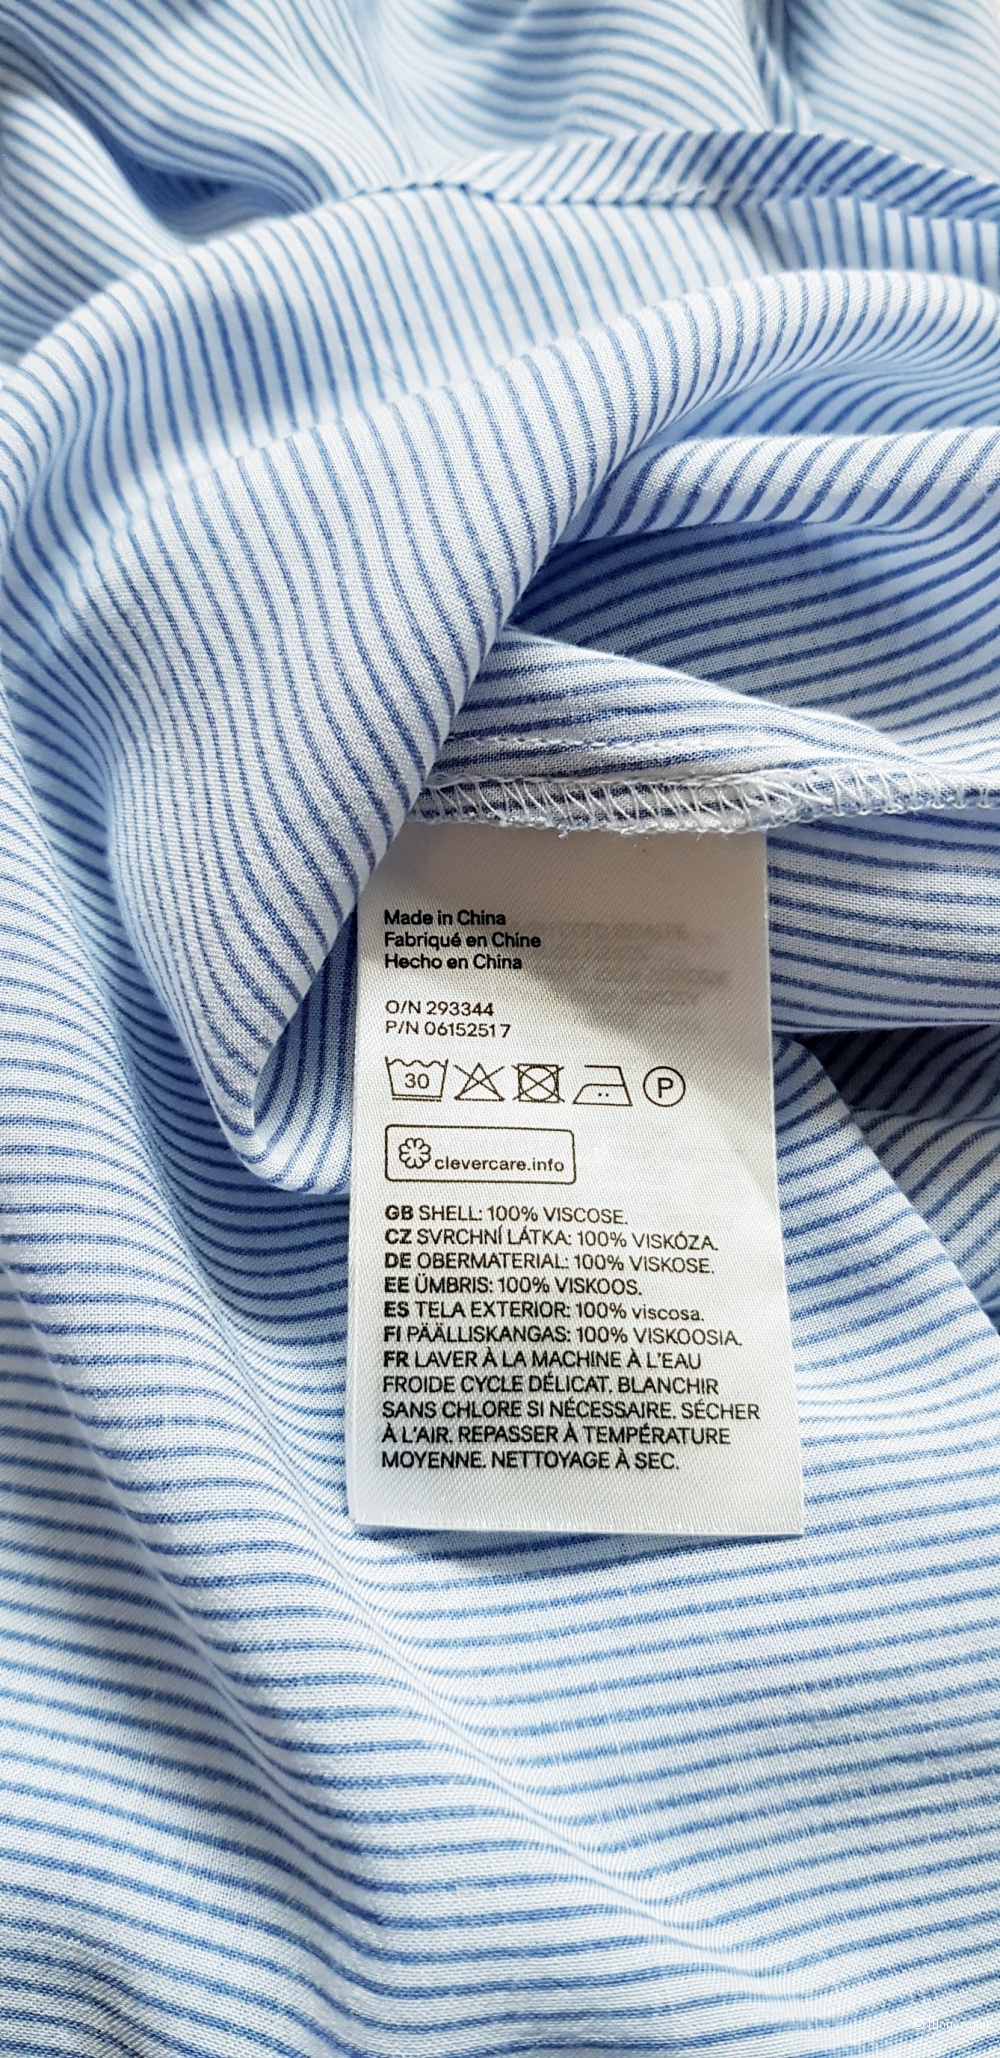 Made in China
Fabriqué en Chine
Hecho en China
O/N 293344
P/N 06152517
30
P
clevercare.info
GB SHELL: 100% VISCOSE.
CZ SVRCHNÍ LÁTKA: 100% VISKÓZA.
DE OBERMATERIAL: 100% VISKOSE.
EE ÜMBRIS: 100% VISKOOS.
ES TELA EXTERIOR: 100% viscosa.
FI PÄÄLLISKANGAS: 100% VISKOOSIA.
FR LAVER À LA MACHINE À L'EAU
FROIDE CYCLE DÉLICAT. BLANCHIR
SANS CHLORE SI NÉCESSAIRE. SÉCHER
À L'AIR. REPASSER À TEMPÉRATURE
MOYENNE. NETTOYAGE À SEC.